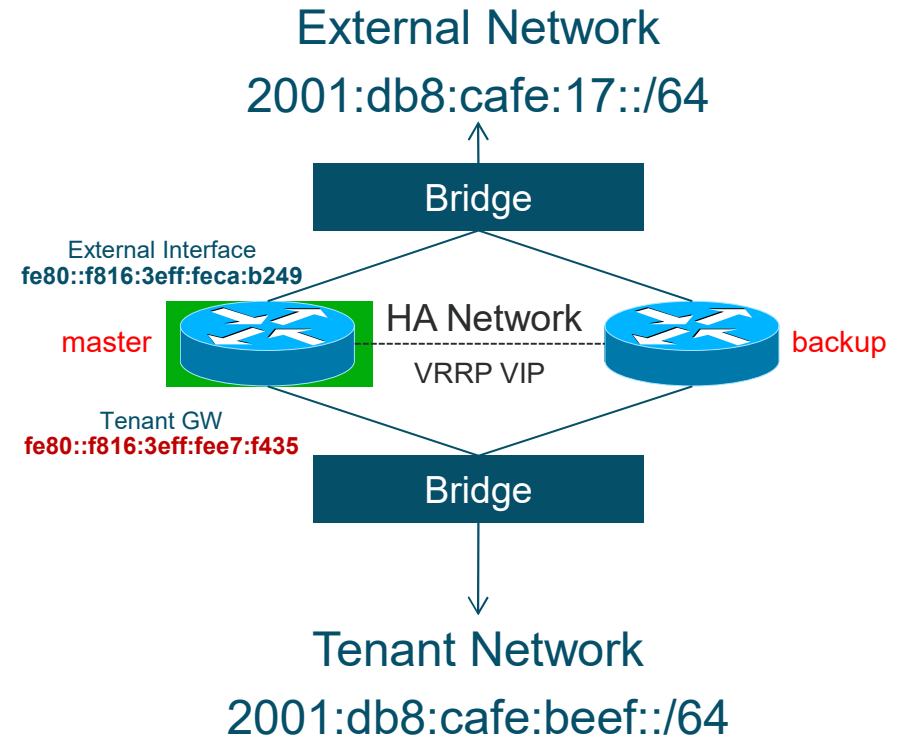 External Network
2001:db8:cafe:17::/64
Bridge
External Interface
fe80::f816:3eff:feca:b249
master
HA Network
VRRP VIP
backup
Tenant GW
fe80::f816:3eff:fee7:f435
Bridge
Tenant Network
2001:db8:cafe:beef::/64